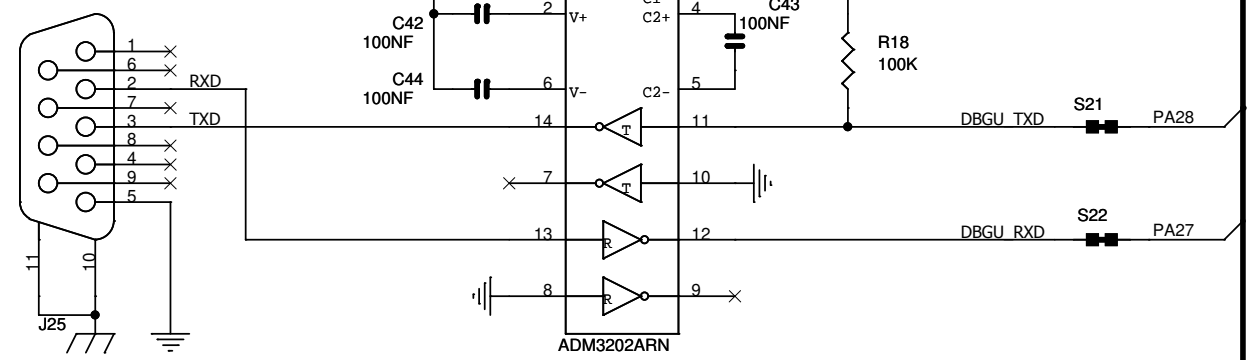 C1
C43
2
V+
C2+
4
C42
100NF
100NF
1
6
2
RXD
7
3
TXD
8
4
9
5
C44
100NF
6
V-
C2-
5
R18
100K
14
T
11
DBGU_TXD
S21
PA28
7
T
10
13
R
12
DBGU_RXD
S22
PA27
8
R
9
11
10
J25
ADM3202ARN